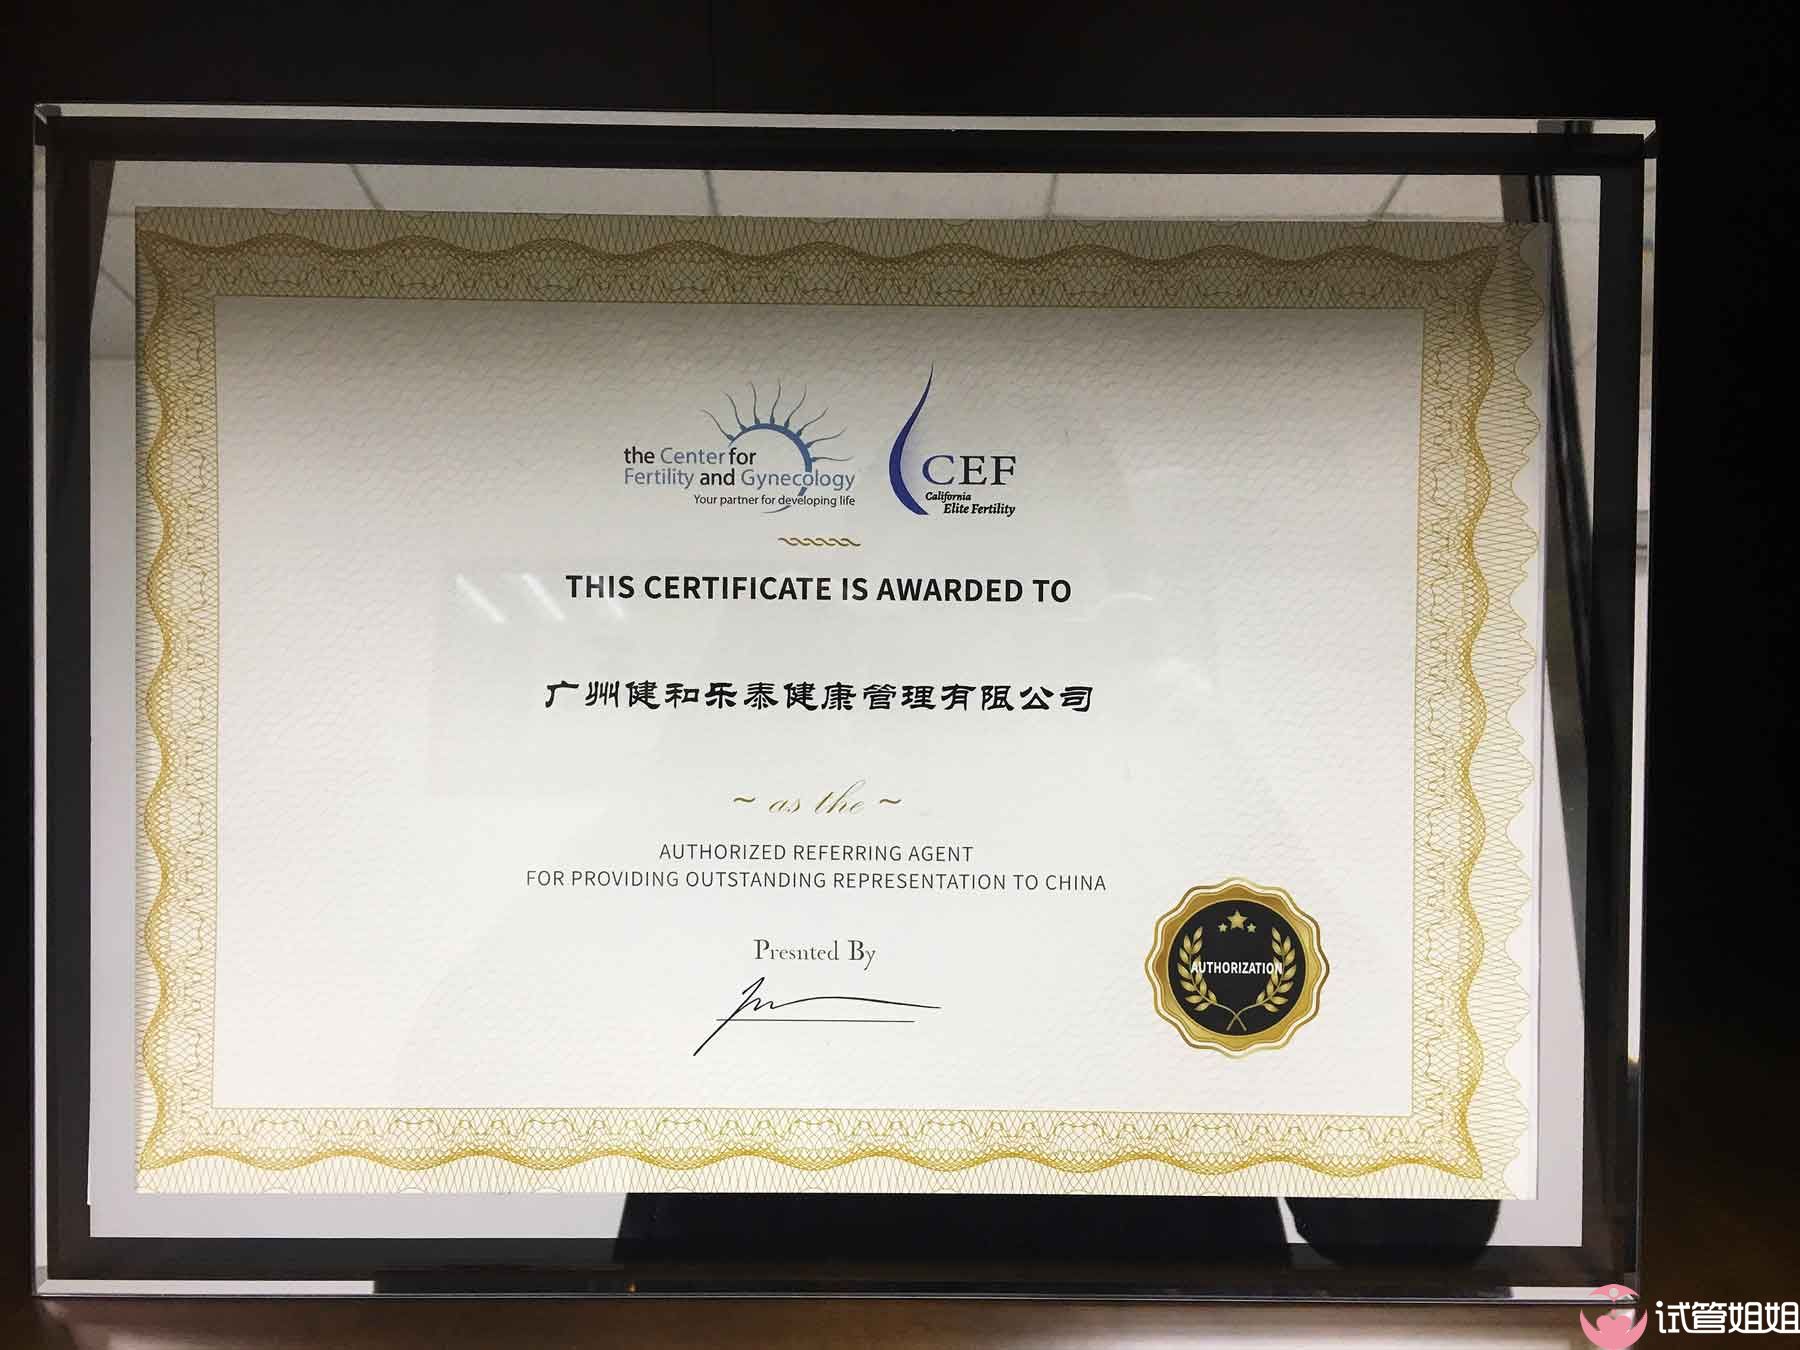 the Center for
Fertility and Gynecology
Your partner for developing life
CEF
California
Elite Fertility
THIS CERTIFICATE IS AWARDED TO
广州健和乐泰健康管理有限公司
~ as the ~
AUTHORIZED REFERRING AGENT
FOR PROVIDING OUTSTANDING REPRESENTATION TO CHINA
Presnted By
AUTHORIZATION
试管姐姐